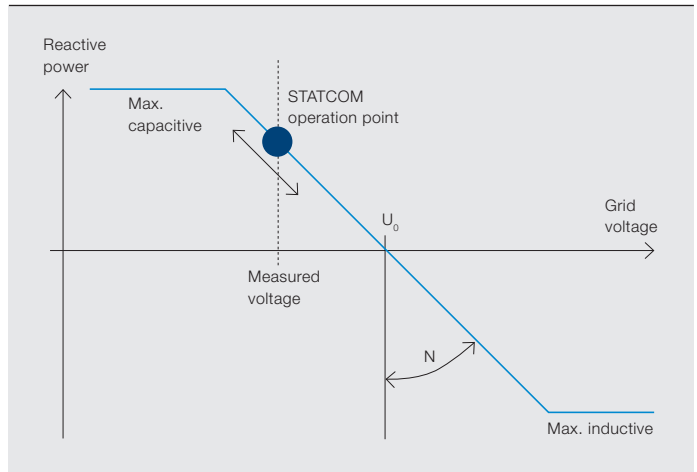 Reactive
power
Max.
capacitive
STATCOM
operation point
U₀
Grid
voltage
Measured
voltage
N
Max. inductive